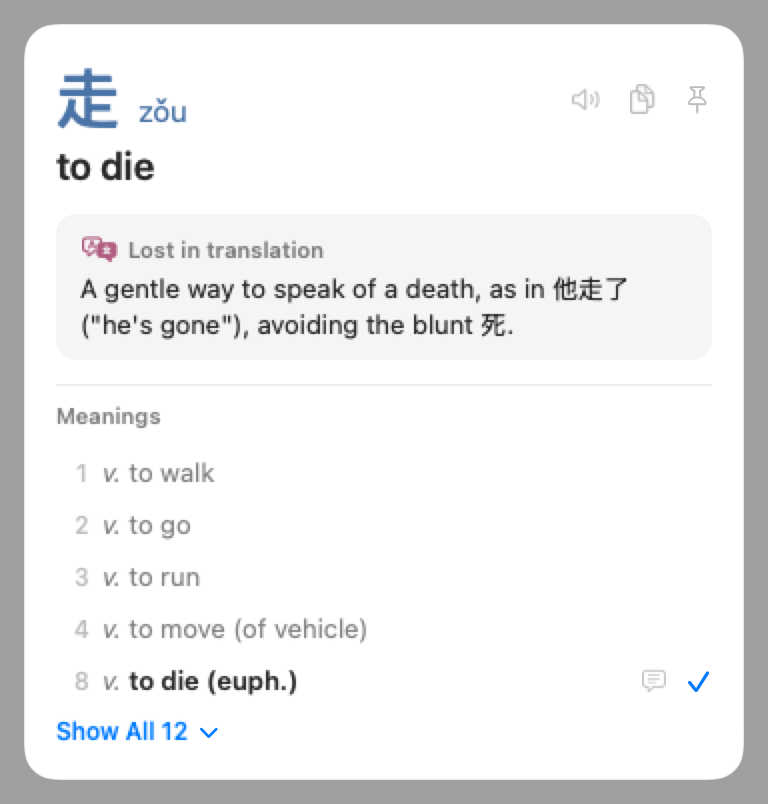 走 zǒu
to die
Lost in translation
A gentle way to speak of a death, as in 他走了
("he's gone"), avoiding the blunt 死.
Meanings
1 v. to walk
2 v. to go
3 v. to run
4 v. to move (of vehicle)
8 v. to die (euph.)
Show All 12